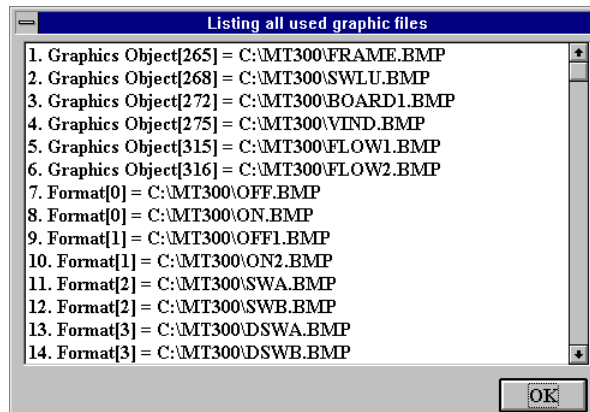 Listing all used graphic files
1. Graphics Object[265] = C:\MT300\FRAME.BMP
2. Graphics Object[268] = C:\MT300\SWLU.BMP
3. Graphics Object[272] = C:\MT300\BOARD1.BMP
4. Graphics Object[275] = C:\MT300\VIND.BMP
5. Graphics Object[315] = C:\MT300\FLOW1.BMP
6. Graphics Object[316] = C:\MT300\FLOW2.BMP
7. Format[0] = C:\MT300\OFF.BMP
8. Format[0] = C:\MT300\ON.BMP
9. Format[1] = C:\MT300\OFF1.BMP
10. Format[1] = C:\MT300\ON2.BMP
11. Format[2] = C:\MT300\SWA.BMP
12. Format[2] = C:\MT300\SWB.BMP
13. Format[3] = C:\MT300\DSWA.BMP
14. Format[3] = C:\MT300\DSWB.BMP
OK